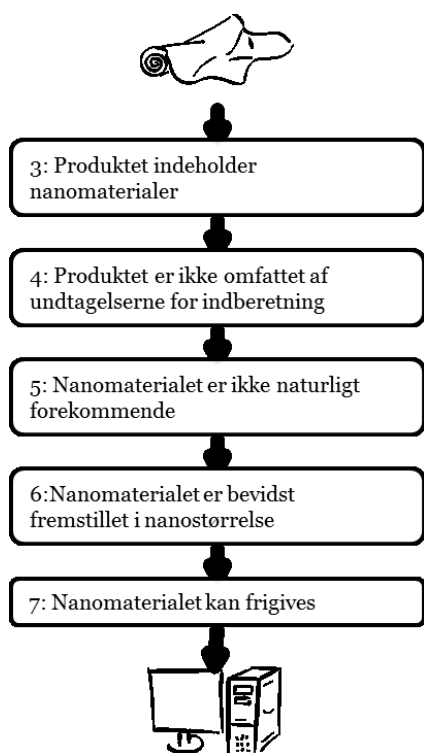 3: Produktet indeholder
nanomaterialer
4: Produktet er ikke omfattet af
undtagelserne for indberetning
5: Nanomaterialet er ikke naturligt
forekommende
6:Nanomaterialet er bevidst
fremstillet i nanostørrelse
7: Nanomaterialet kan frigives